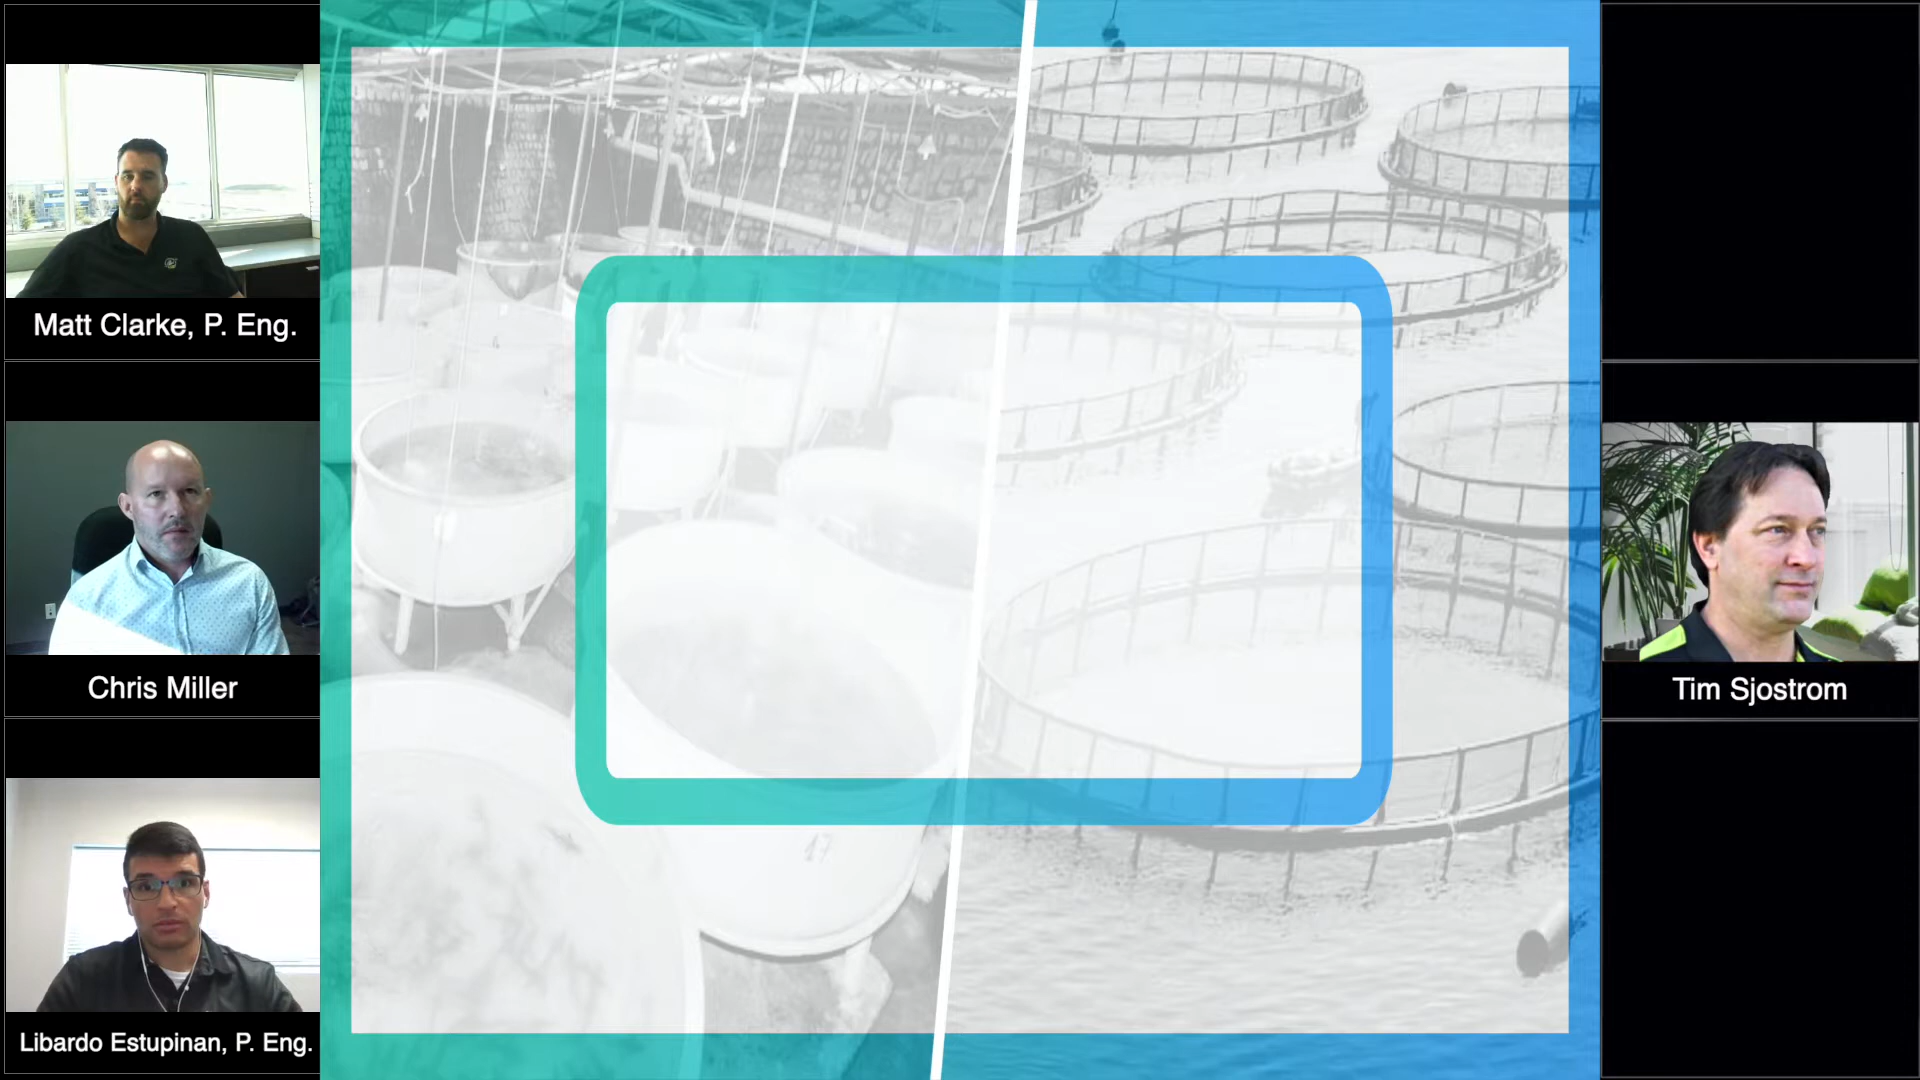 Matt Clarke, P. Eng.
Chris Miller
Libardo Estupinan, P. Eng.
Tim Sjostrom